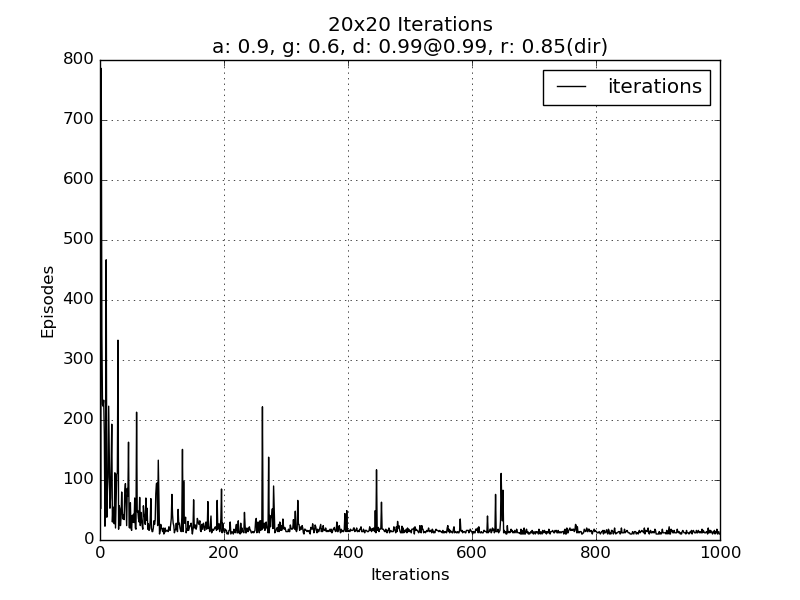 20x20 Iterations
a: 0.9, g: 0.6, d: 0.99@0.99, r: 0.85(dir)
800
iterations
700
600
500
Episodes
400
300
200
100
0
0 200 400 600 800 1000
Iterations